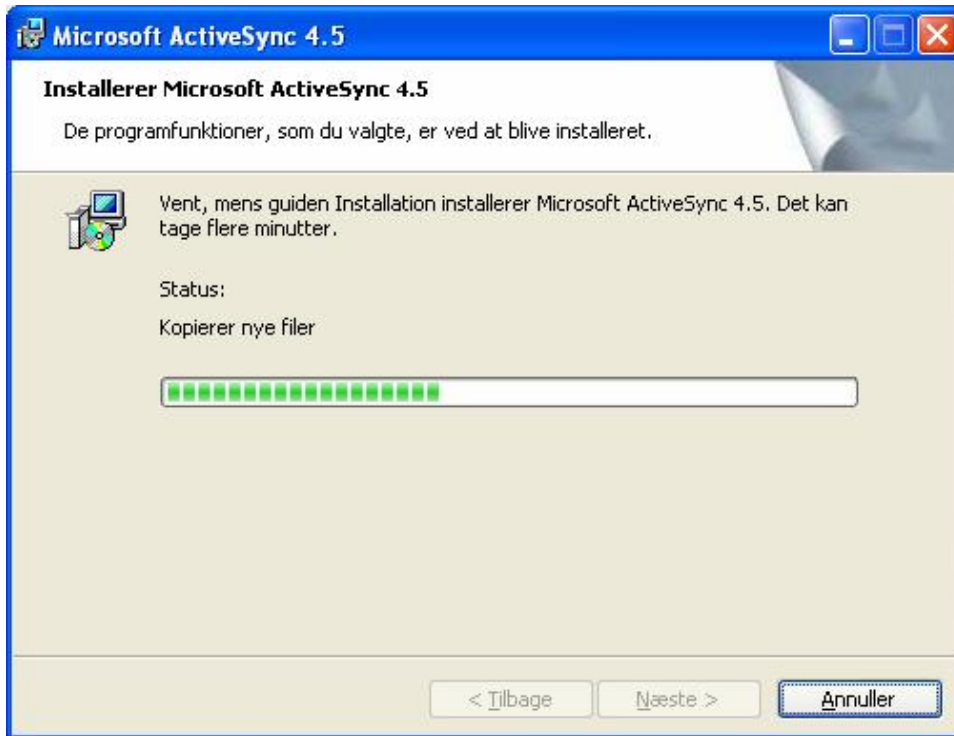 Microsoft ActiveSync 4.5
Installerer Microsoft ActiveSync 4.5
De programfunktioner, som du valgte, er ved at blive installeret.
Vent, mens guiden Installation installerer Microsoft ActiveSync 4.5. Det kan
tage flere minutter.
Status:
Kopierer nye filer
< Tilbage
Næste >
Annuller